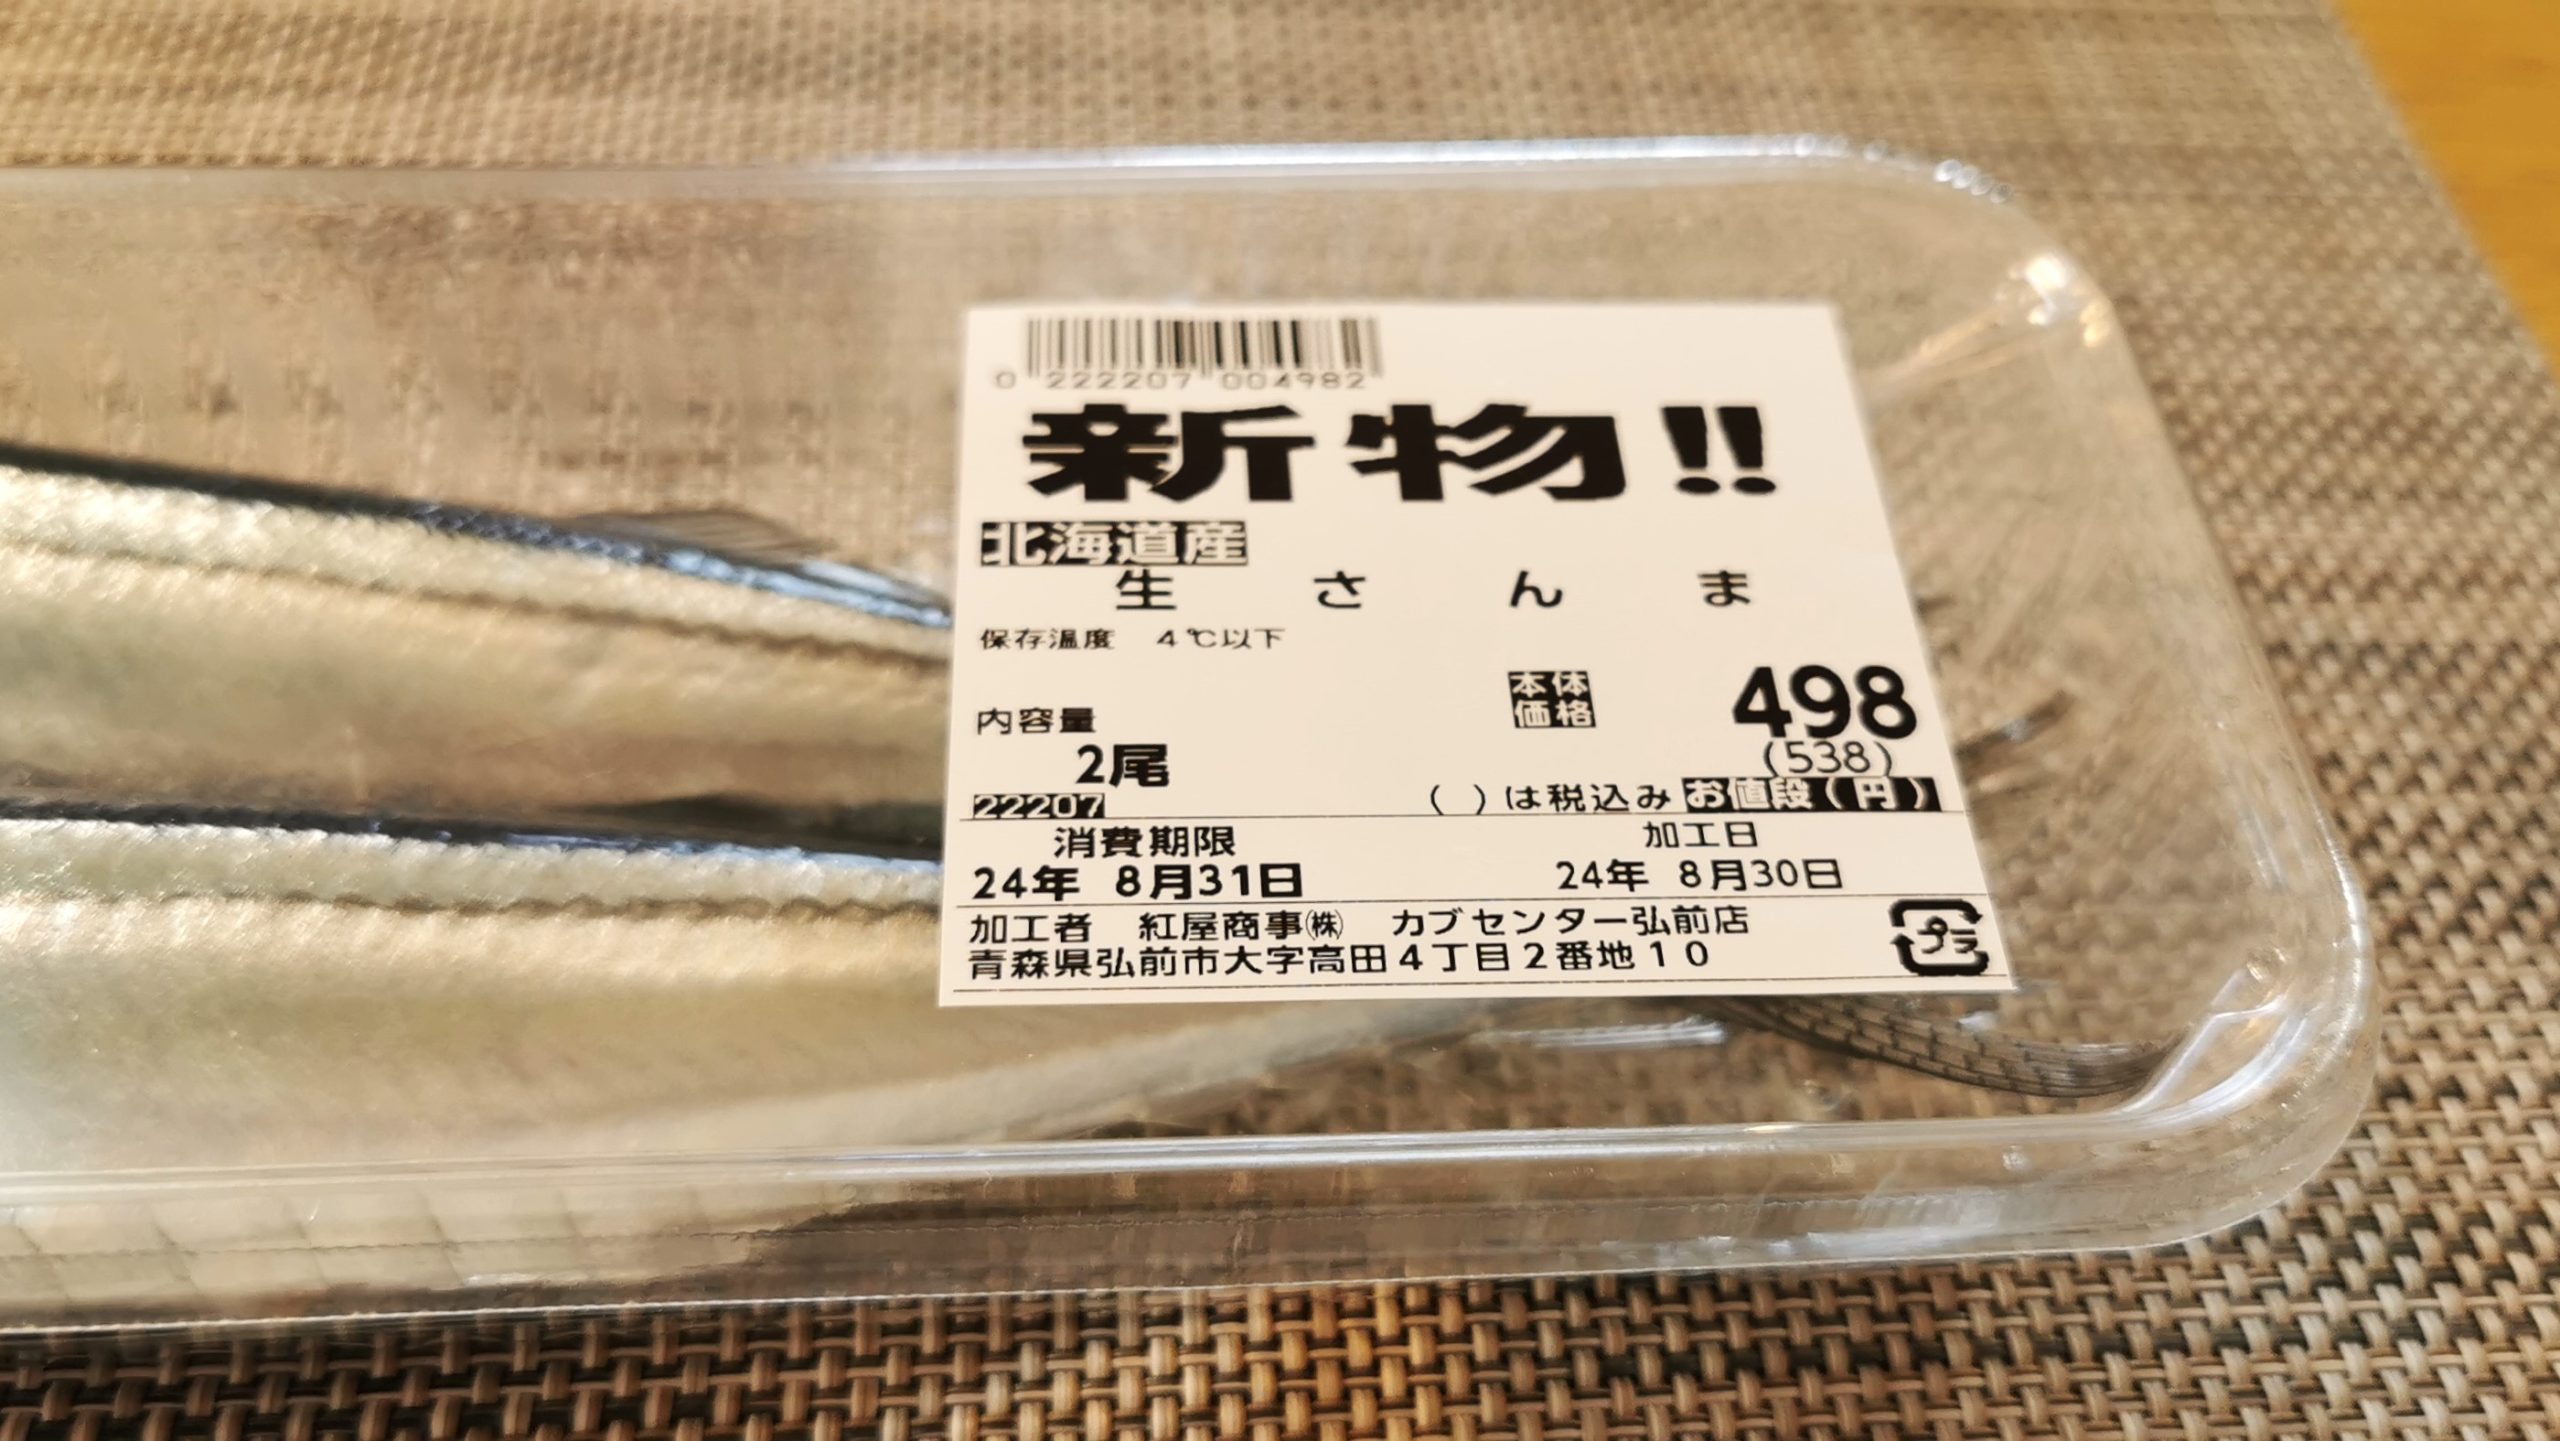 0 222207 004982
新物!!
北海道産
生さんま
保存温度 4℃以下
本体価格 498
(538)
内容量
2尾
22207
( )は税込み お値段(円)
消費期限 加工日
24年 8月31日 24年 8月30日
加工者 紅屋商事㈱ カブセンター弘前店
青森県弘前市大字高田4丁目2番地10
プラ